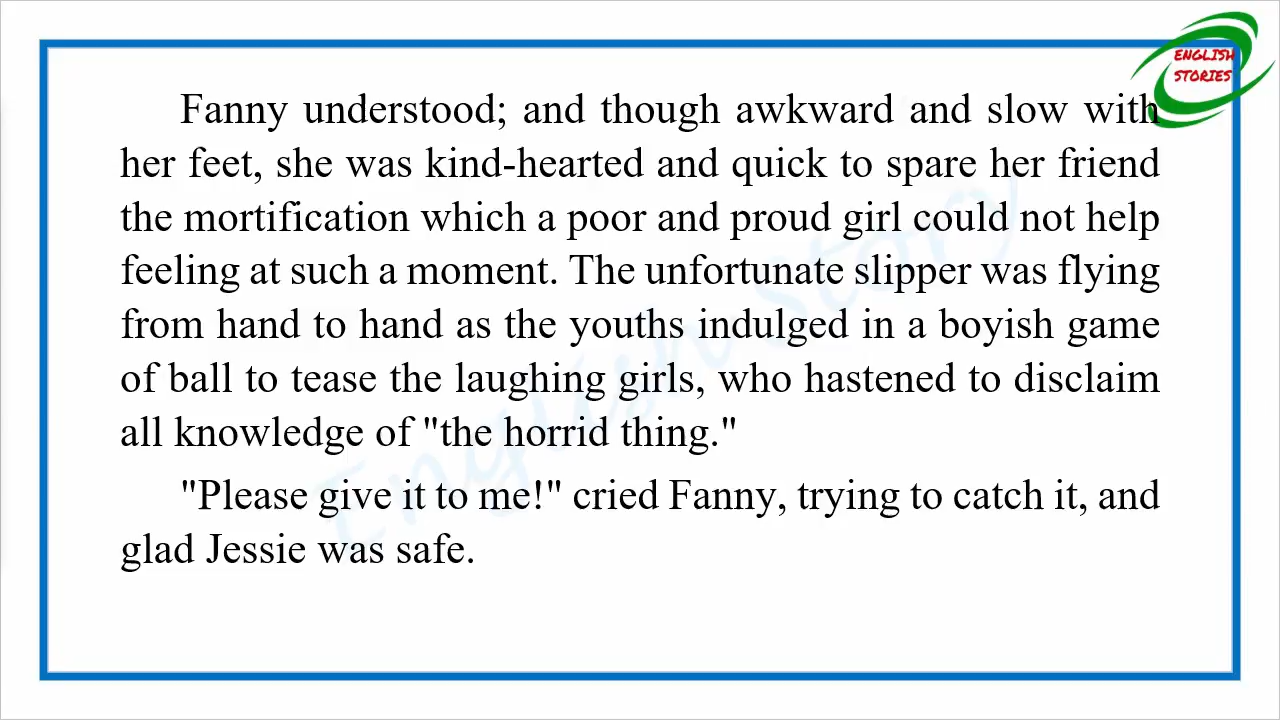 ENGLISH
STORIES
Fanny understood; and though awkward and slow with
her feet, she was kind-hearted and quick to spare her friend
the mortification which a poor and proud girl could not help
feeling at such a moment. The unfortunate slipper was flying
from hand to hand as the youths indulged in a boyish game
of ball to tease the laughing girls, who hastened to disclaim
all knowledge of "the horrid thing."
"Please give it to me!" cried Fanny, trying to catch it, and
glad Jessie was safe.
English Story